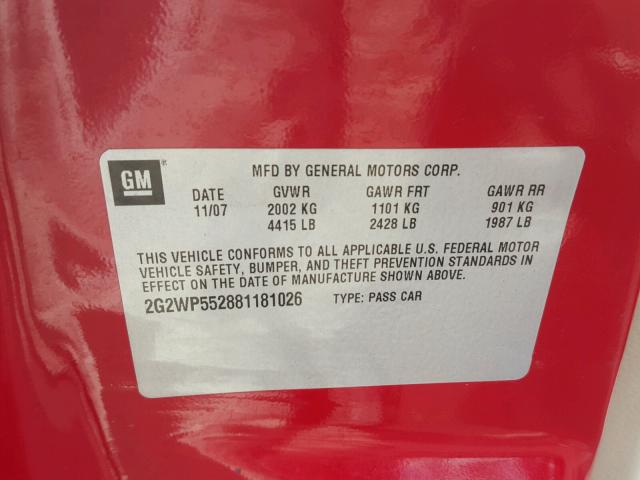 GM
MFD BY GENERAL MOTORS CORP.
DATE GVWR GAWR FRT GAWR RR
11/07 2002 KG 1101 KG 901 KG
4415 LB 2428 LB 1987 LB
THIS VEHICLE CONFORMS TO ALL APPLICABLE U.S. FEDERAL MOTOR
VEHICLE SAFETY, BUMPER, AND THEFT PREVENTION STANDARDS IN
EFFECT ON THE DATE OF MANUFACTURE SHOWN ABOVE.
2G2WP552881181026 TYPE: PASS CAR